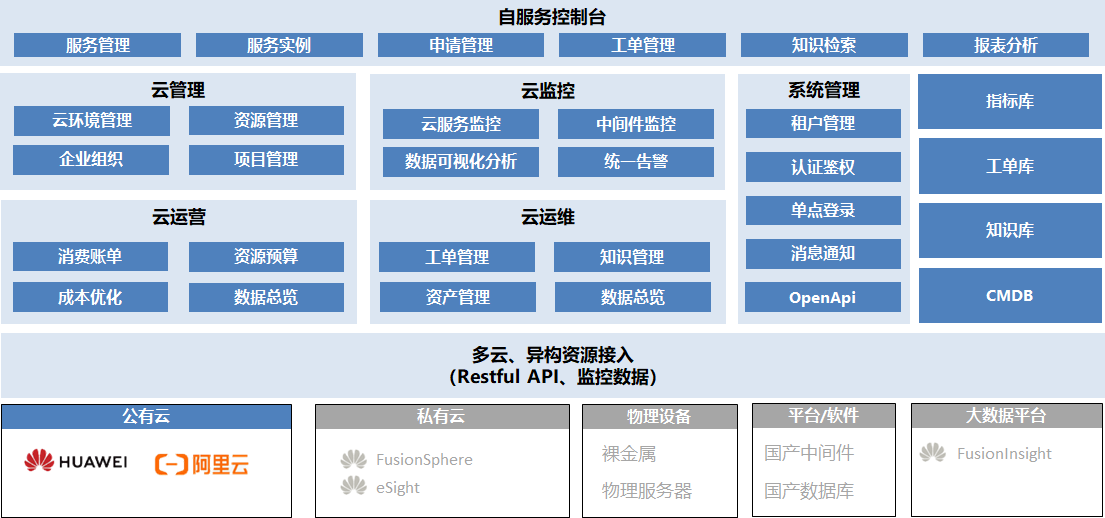 自服务控制台
服务管理
服务实例
申请管理
工单管理
知识检索
报表分析
云管理
云环境管理
资源管理
企业组织
项目管理
云监控
云服务监控
中间件监控
数据可视化分析
统一告警
系统管理
租户管理
认证鉴权
单点登录
消息通知
OpenApi
指标库
工单库
知识库
CMDB
云运营
消费账单
资源预算
成本优化
数据总览
云运维
工单管理
知识管理
资产管理
数据总览
多云、异构资源接入
（Restful API、监控数据）
公有云
HUAWEI
阿里云
私有云
FusionSphere
eSight
物理设备
裸金属
物理服务器
平台/软件
国产中间件
国产数据库
大数据平台
FusionInsight